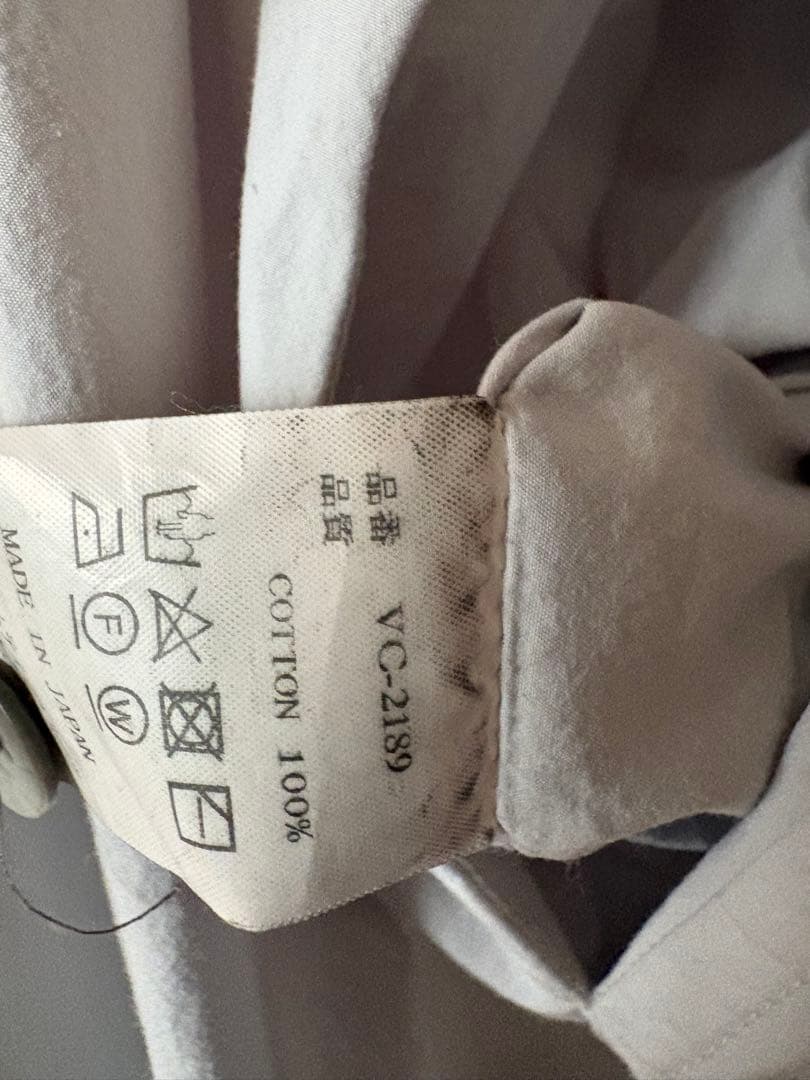 品番 VC-2189
品質
COTTON 100%
F W
MADE IN JAPAN